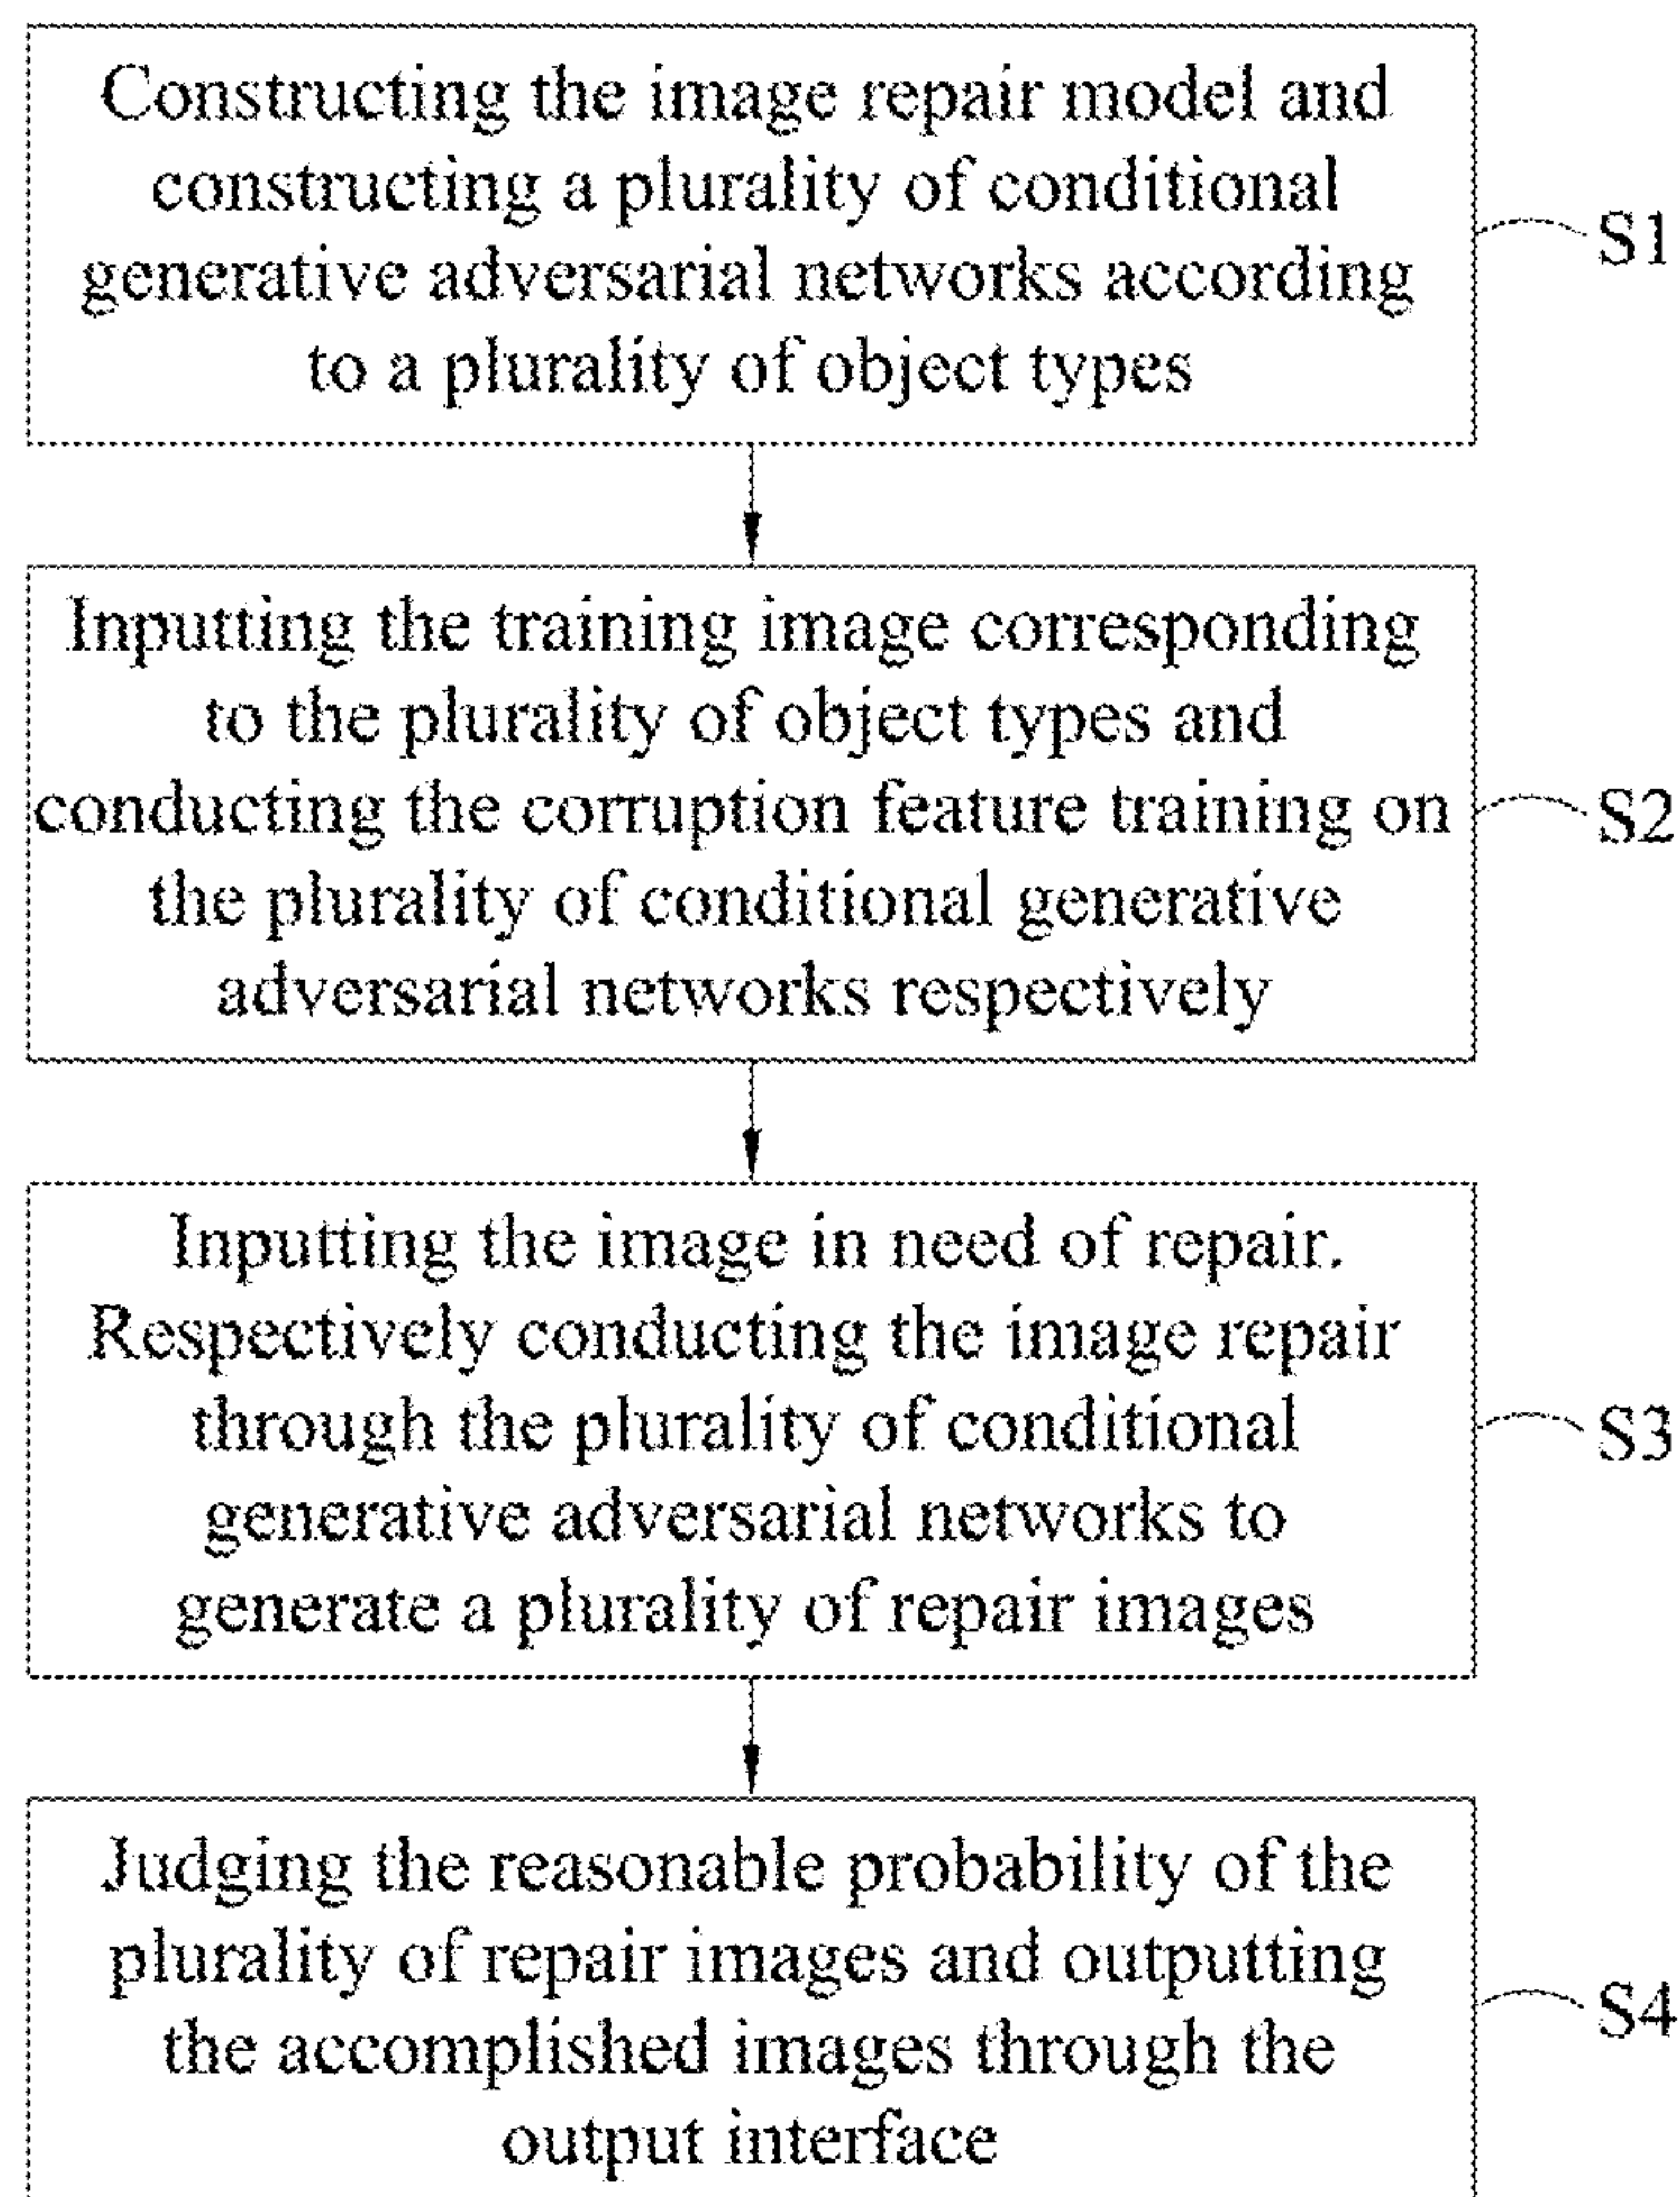 Constructing the image repair model and
constructing a plurality of conditional
generative adversarial networks according
to a plurality of object types
S1
Inputting the training image corresponding
to the plurality of object types and
conducting the corruption feature training on
the plurality of conditional generative
adversarial networks respectively
S2
Inputting the image in need of repair.
Respectively conducting the image repair
through the plurality of conditional
generative adversarial networks to
generate a plurality of repair images
S3
Judging the reasonable probability of the
plurality of repair images and outputting
the accomplished images through the
output interface
S4